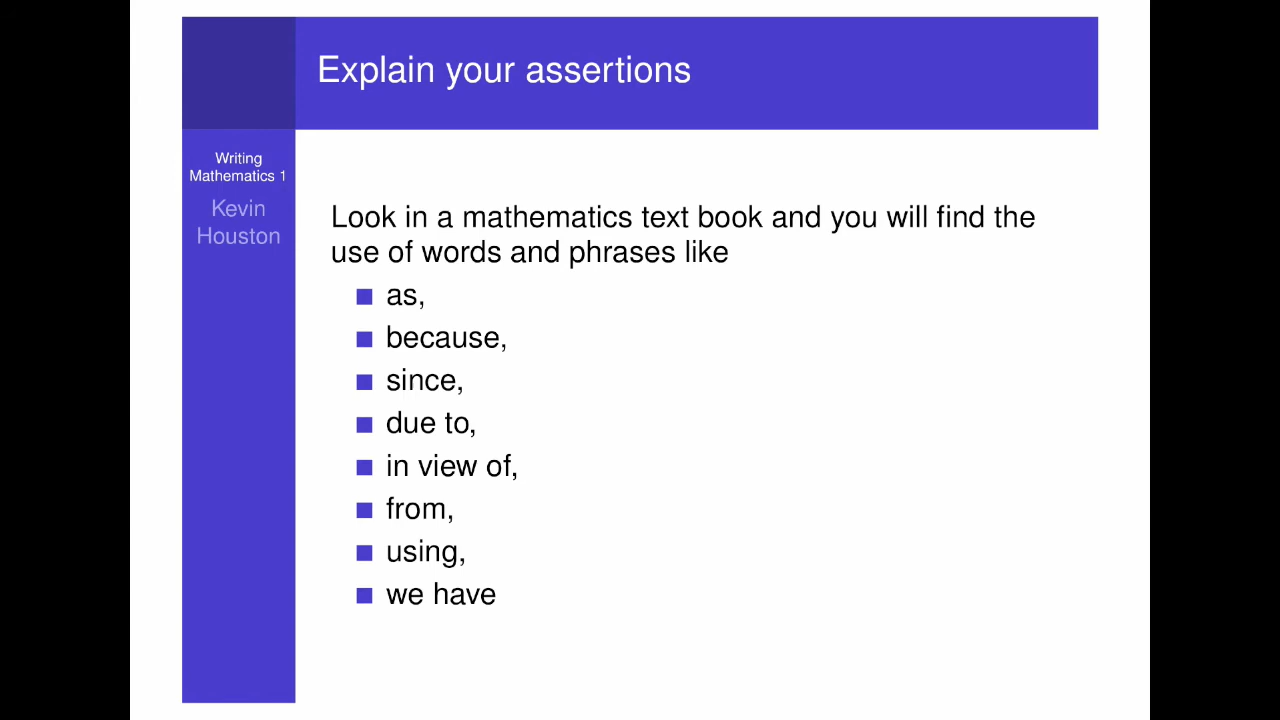 Explain your assertions
Writing
Mathematics 1
Kevin
Houston
Look in a mathematics text book and you will find the
use of words and phrases like
as,
because,
since,
due to,
in view of,
from,
using,
we have